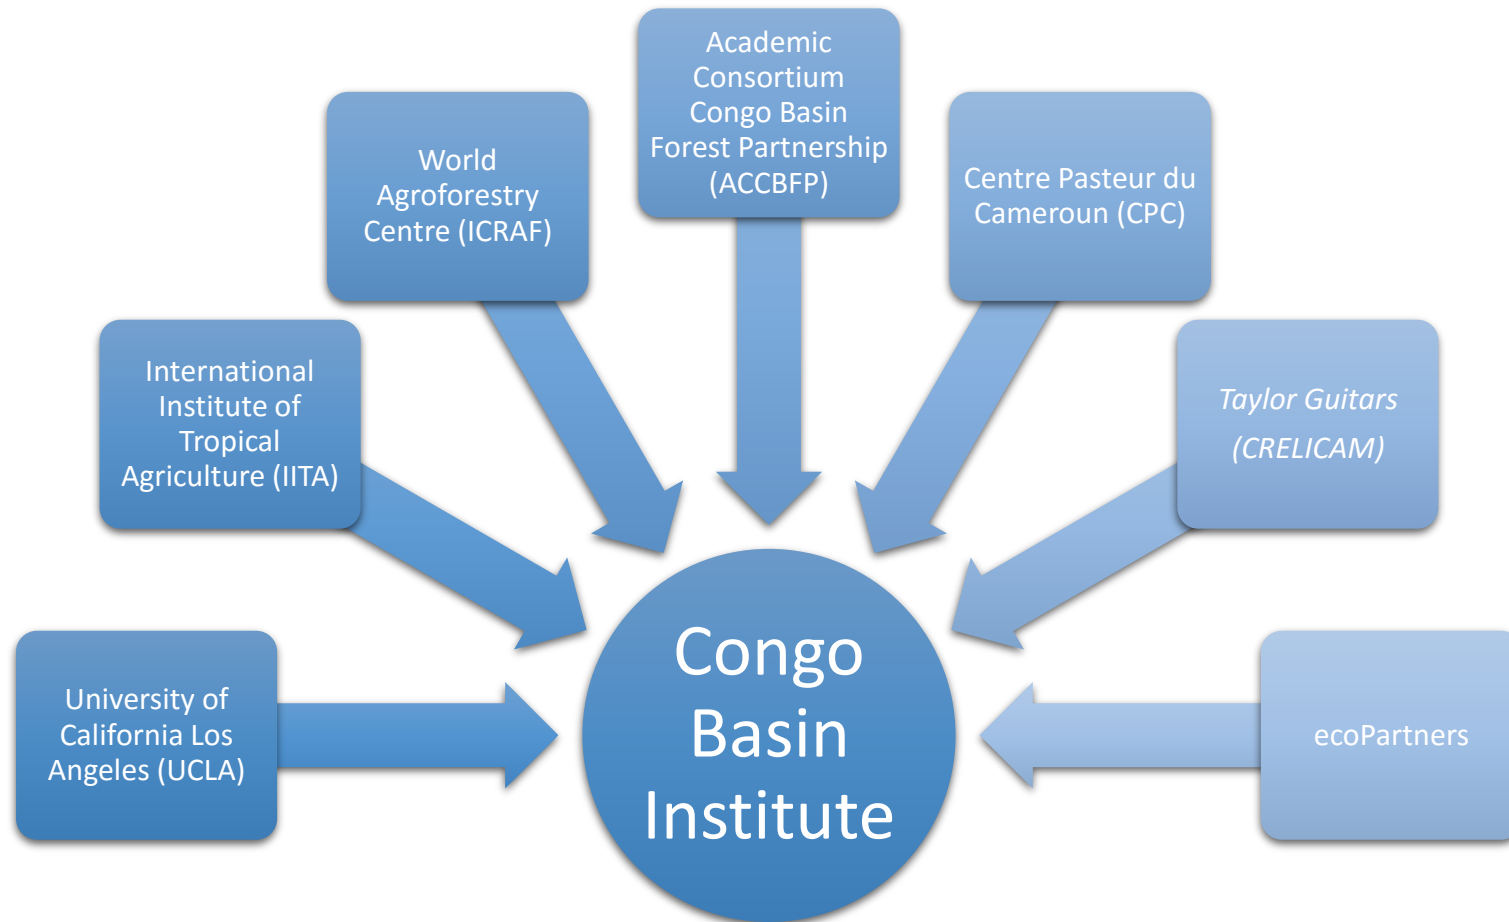 Academic
Consortium
Congo Basin
Forest Partnership
(ACCBFP)
World
Agroforestry
Centre (ICRAF)
Centre Pasteur du
Cameroun (CPC)
International
Institute of
Tropical
Agriculture (IITA)
Taylor Guitars
(CRELICAM)
University of
California Los
Angeles (UCLA)
Congo
Basin
Institute
ecoPartners